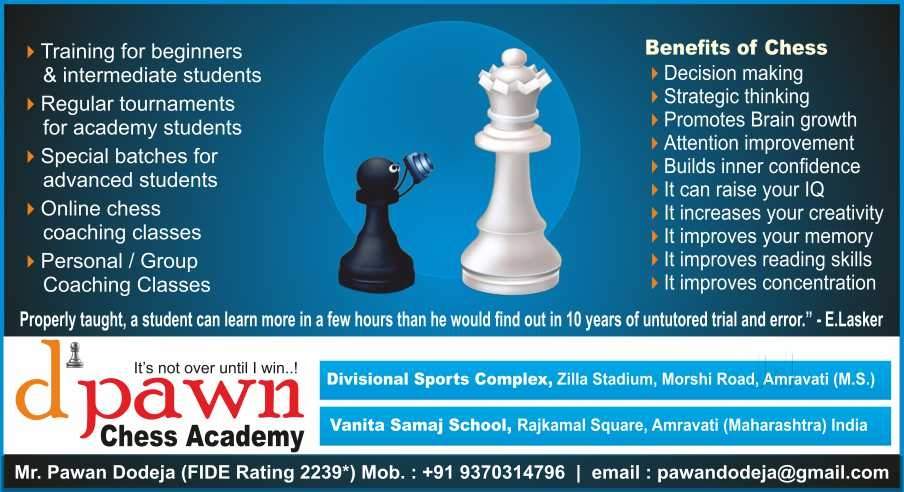 Training for beginners
& intermediate students
Regular tournaments
for academy students
Special batches for
advanced students
Online chess
coaching classes
Personal / Group
Coaching Classes
Benefits of Chess
Decision making
Strategic thinking
Promotes Brain growth
Attention improvement
Builds inner confidence
It can raise your IQ
It increases your creativity
It improves your memory
It improves reading skills
It improves concentration
Properly taught, a student can learn more in a few hours than he would find out in 10 years of untutored trial and error.” - E.Lasker
It’s not over until I win..!
d pawn
Chess Academy
Divisional Sports Complex, Zilla Stadium, Morshi Road, Amravati (M.S.)
Vanita Samaj School, Rajkamal Square, Amravati (Maharashtra) India
Mr. Pawan Dodeja (FIDE Rating 2239*) Mob. : +91 9370314796 | email : pawandodeja@gmail.com